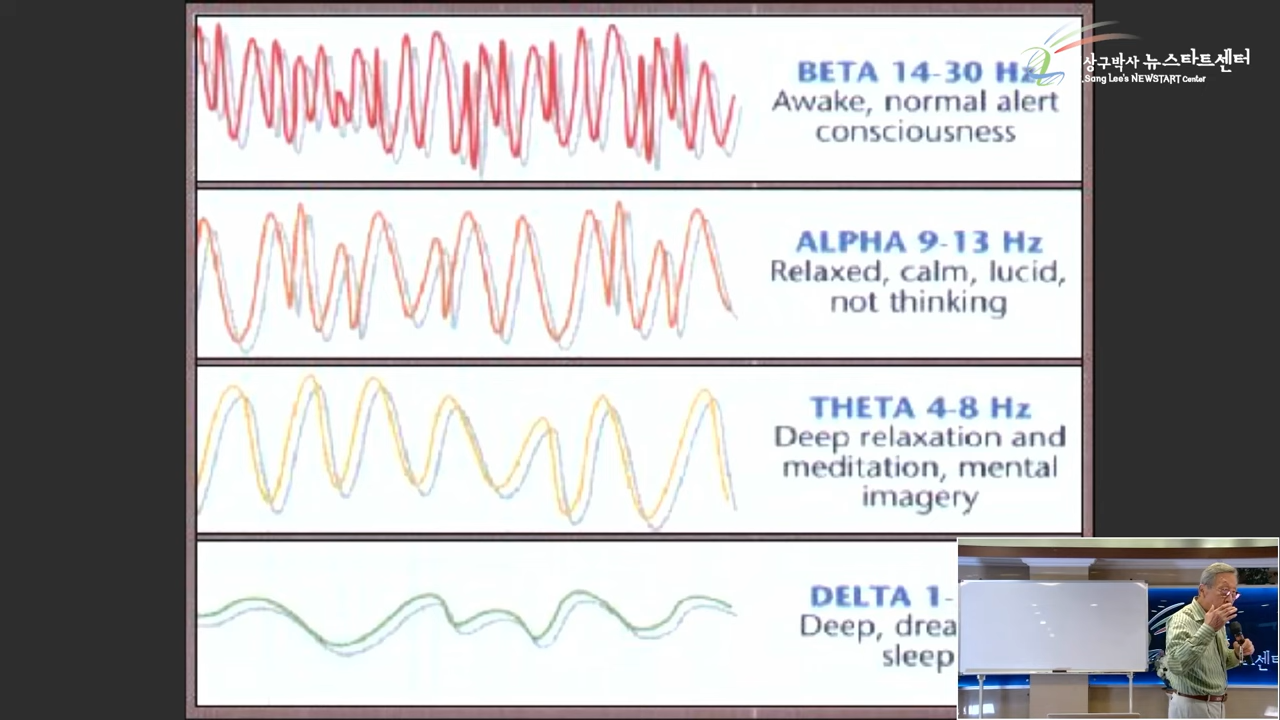 BETA 14-30 Hz
Awake, normal alert
consciousness
상구박사 뉴스타트센터
Sang Lee's NEWSTART Center
ALPHA 9-13 Hz
Relaxed, calm, lucid,
not thinking
THETA 4-8 Hz
Deep relaxation and
meditation, mental
imagery
DELTA 1-
Deep, drea
sleep
센터